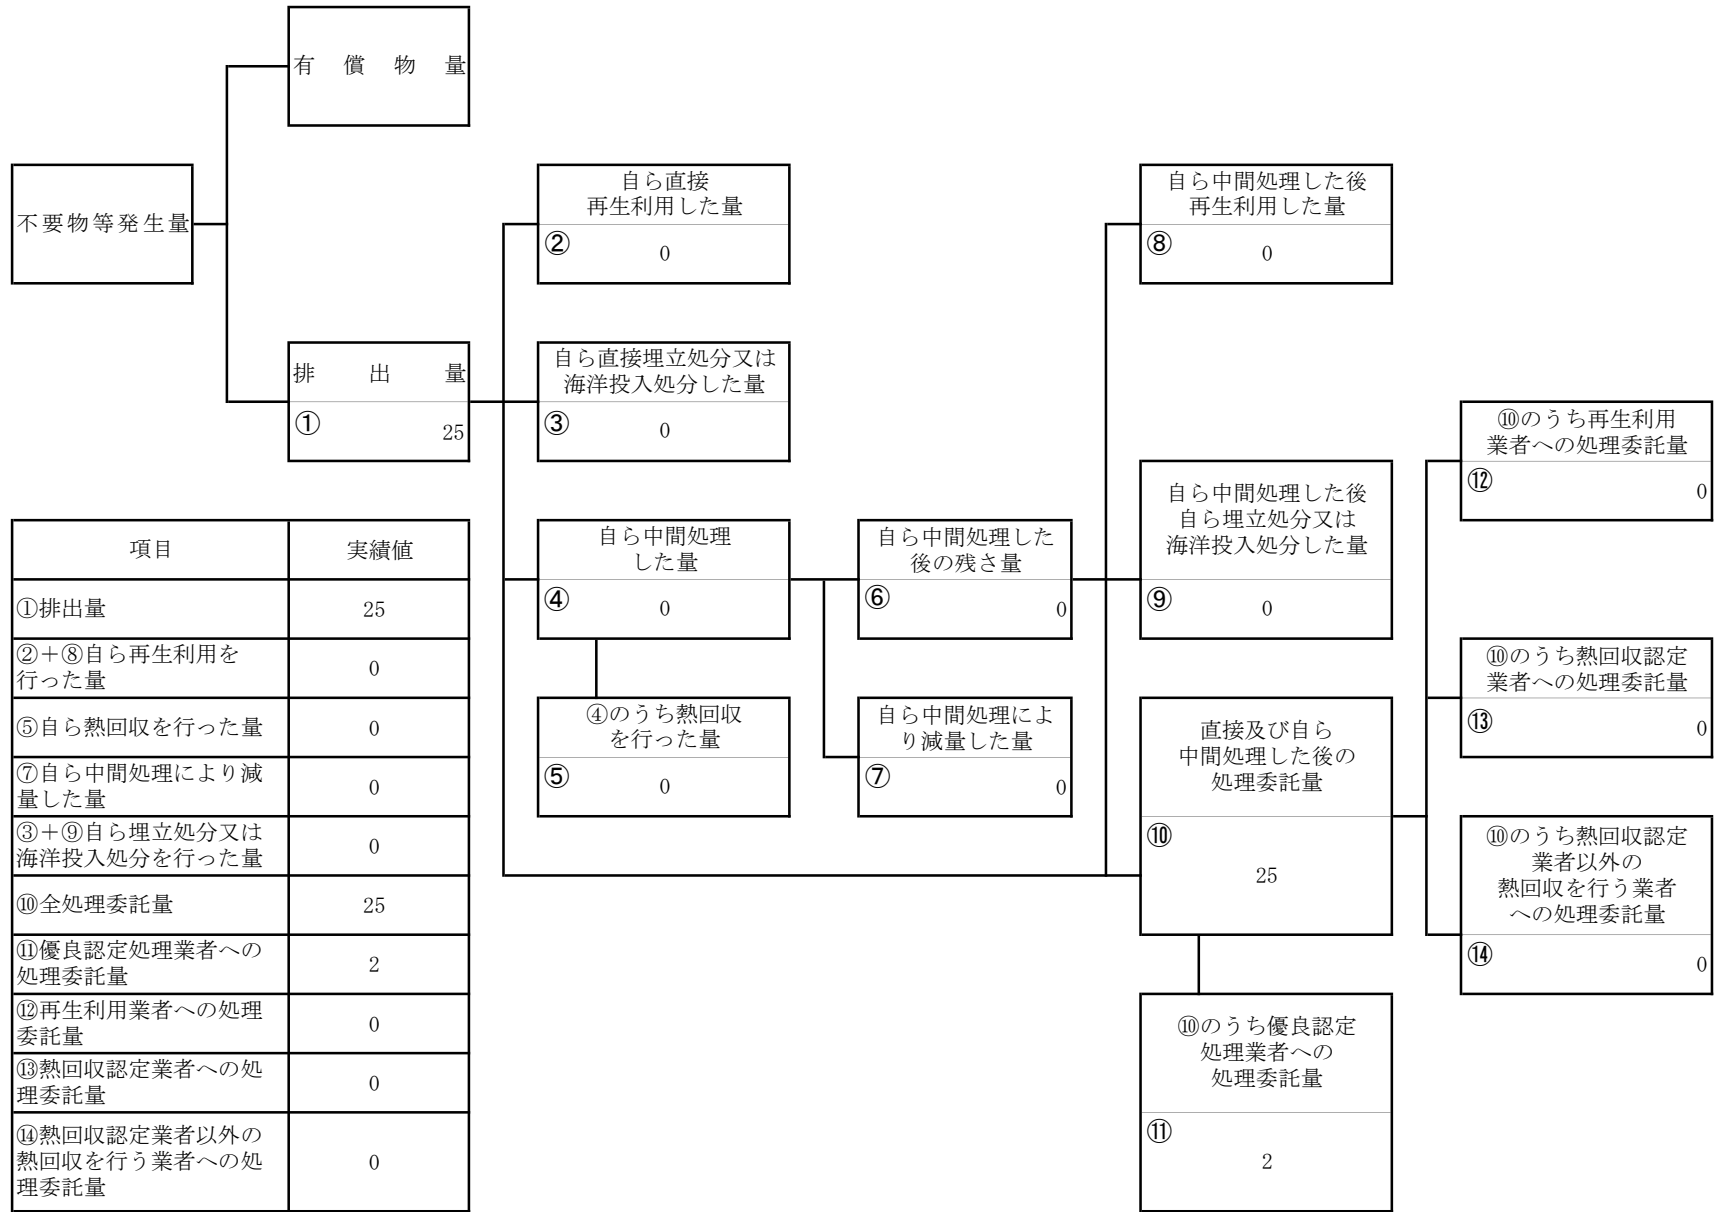 有償物量
不要物等発生量
排出量
①
25
自ら直接
再生利用した量
②
0
自ら直接埋立処分又は
海洋投入処分した量
③
0
自ら中間処理
した量
④
0
④のうち熱回収
を行った量
⑤
0
自ら中間処理した
後の残さ量
⑥
0
自ら中間処理によ
り減量した量
⑦
0
自ら中間処理した後
再生利用した量
⑧
0
自ら中間処理した後
自ら埋立処分又は
海洋投入処分した量
⑨
0
直接及び自ら
中間処理した後の
処理委託量
⑩
25
⑩のうち優良認定
処理業者への
処理委託量
⑪
2
⑩のうち再生利用
業者への処理委託量
⑫
0
⑩のうち熱回収認定
業者への処理委託量
⑬
0
⑩のうち熱回収認定
業者以外の
熱回収を行う業者
への処理委託量
⑭
0
項目 実績値
①排出量 25
②＋⑧自ら再生利用を
行った量 0
⑤自ら熱回収を行った量 0
⑦自ら中間処理により減
量した量 0
③＋⑨自ら埋立処分又は
海洋投入処分を行った量 0
⑩全処理委託量 25
⑪優良認定処理業者への
処理委託量 2
⑫再生利用業者への処理
委託量 0
⑬熱回収認定業者への処
理委託量 0
⑭熱回収認定業者以外の
熱回収を行う業者への処
理委託量 0